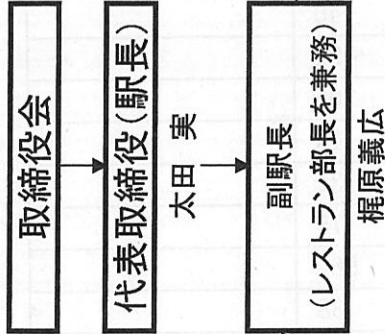 取締役会
代表取締役(駅長)
太田 実
副駅長
(レストラン部長を兼務)
梶原義広